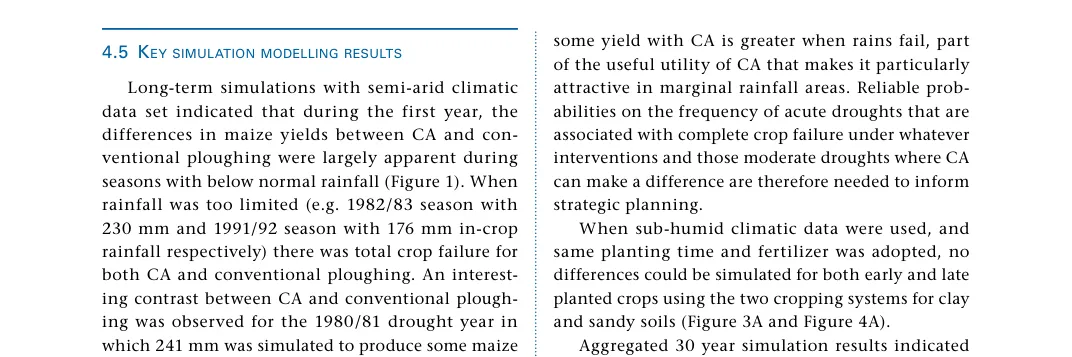 4.5 Key simulation modelling results
Long-term simulations with semi-arid climatic
data set indicated that during the first year, the
differences in maize yields between CA and con-
ventional ploughing were largely apparent during
seasons with below normal rainfall (Figure 1). When
rainfall was too limited (e.g. 1982/83 season with
230 mm and 1991/92 season with 176 mm in-crop
rainfall respectively) there was total crop failure for
both CA and conventional ploughing. An interest-
ing contrast between CA and conventional plough-
ing was observed for the 1980/81 drought year in
which 241 mm was simulated to produce some maize
some yield with CA is greater when rains fail, part
of the useful utility of CA that makes it particularly
attractive in marginal rainfall areas. Reliable prob-
abilities on the frequency of acute droughts that are
associated with complete crop failure under whatever
interventions and those moderate droughts where CA
can make a difference are therefore needed to inform
strategic planning.
When sub-humid climatic data were used, and
same planting time and fertilizer was adopted, no
differences could be simulated for both early and late
planted crops using the two cropping systems for clay
and sandy soils (Figure 3A and Figure 4A).
Aggregated 30 year simulation results indicated